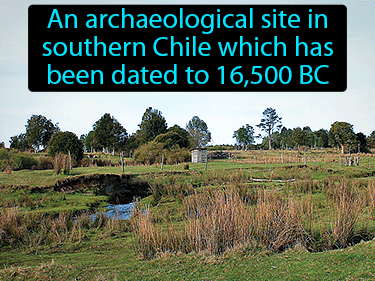 An archaeological site in
southern Chile which has
been dated to 16,500 BC